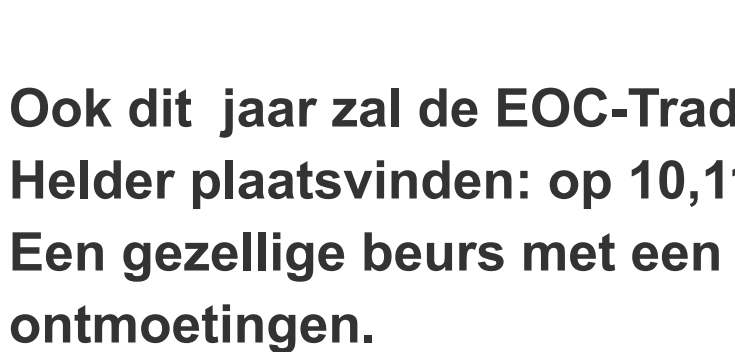 Ook dit jaar zal de EOC-Trad
Helder plaatsvinden: op 10,1
Een gezellige beurs met een
ontmoetingen.